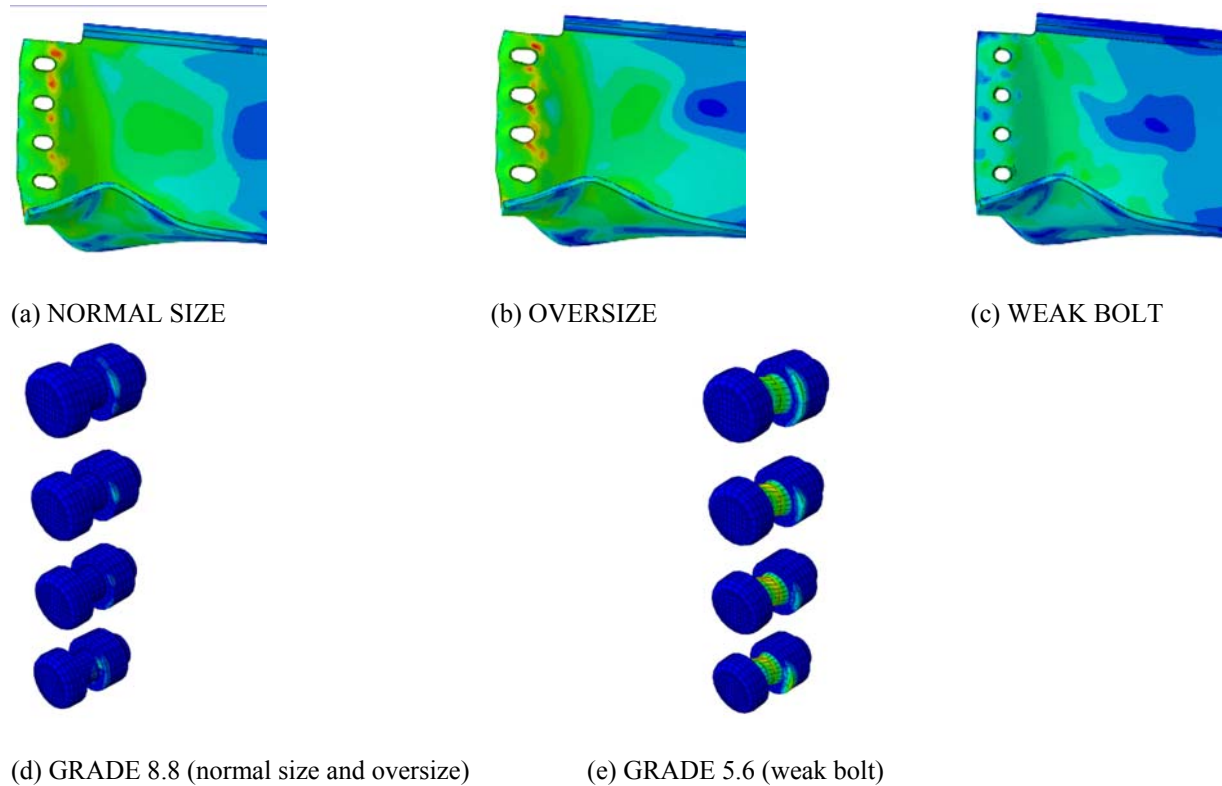 (a) NORMAL SIZE
(b) OVERSIZE
(c) WEAK BOLT
(d) GRADE 8.8 (normal size and oversize)
(e) GRADE 5.6 (weak bolt)